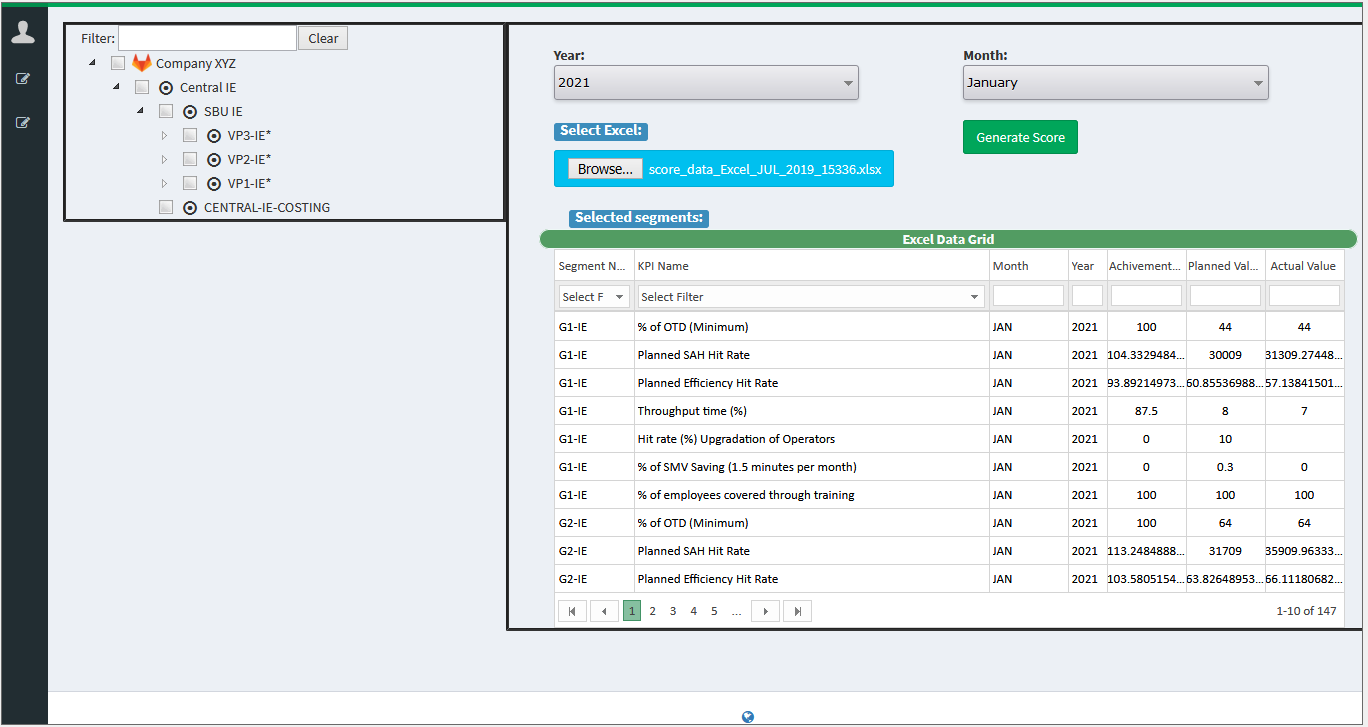 Filter: Clear
Company XYZ
Central IE
SBU IE
VP3-IE*
VP2-IE*
VP1-IE*
CENTRAL-IE-COSTING
Year: Month:
2021 January
Select Excel: Generate Score
Browse... score_data_Excel_JUL_2019_15336.xlsx
Selected segments:
Excel Data Grid
Segment N... KPI Name Month Year Achivement... Planned Val... Actual Value
Select F Select Filter
G1-IE % of OTD (Minimum) JAN 2021 100 44 44
G1-IE Planned SAH Hit Rate JAN 2021 104.3329484... 30009 31309.27448...
G1-IE Planned Efficiency Hit Rate JAN 2021 93.89214973... 60.85536988... 57.13841501...
G1-IE Throughput time (%) JAN 2021 87.5 8 7
G1-IE Hit rate (%) Upgradation of Operators JAN 2021 0 10
G1-IE % of SMV Saving (1.5 minutes per month) JAN 2021 0 0.3 0
G1-IE % of employees covered through training JAN 2021 100 100 100
G2-IE % of OTD (Minimum) JAN 2021 100 64 64
G2-IE Planned SAH Hit Rate JAN 2021 113.2484888... 31709 35909.96333...
G2-IE Planned Efficiency Hit Rate JAN 2021 103.5805154... 63.82648953... 66.11180682...
1 2 3 4 5 ... 1-10 of 147